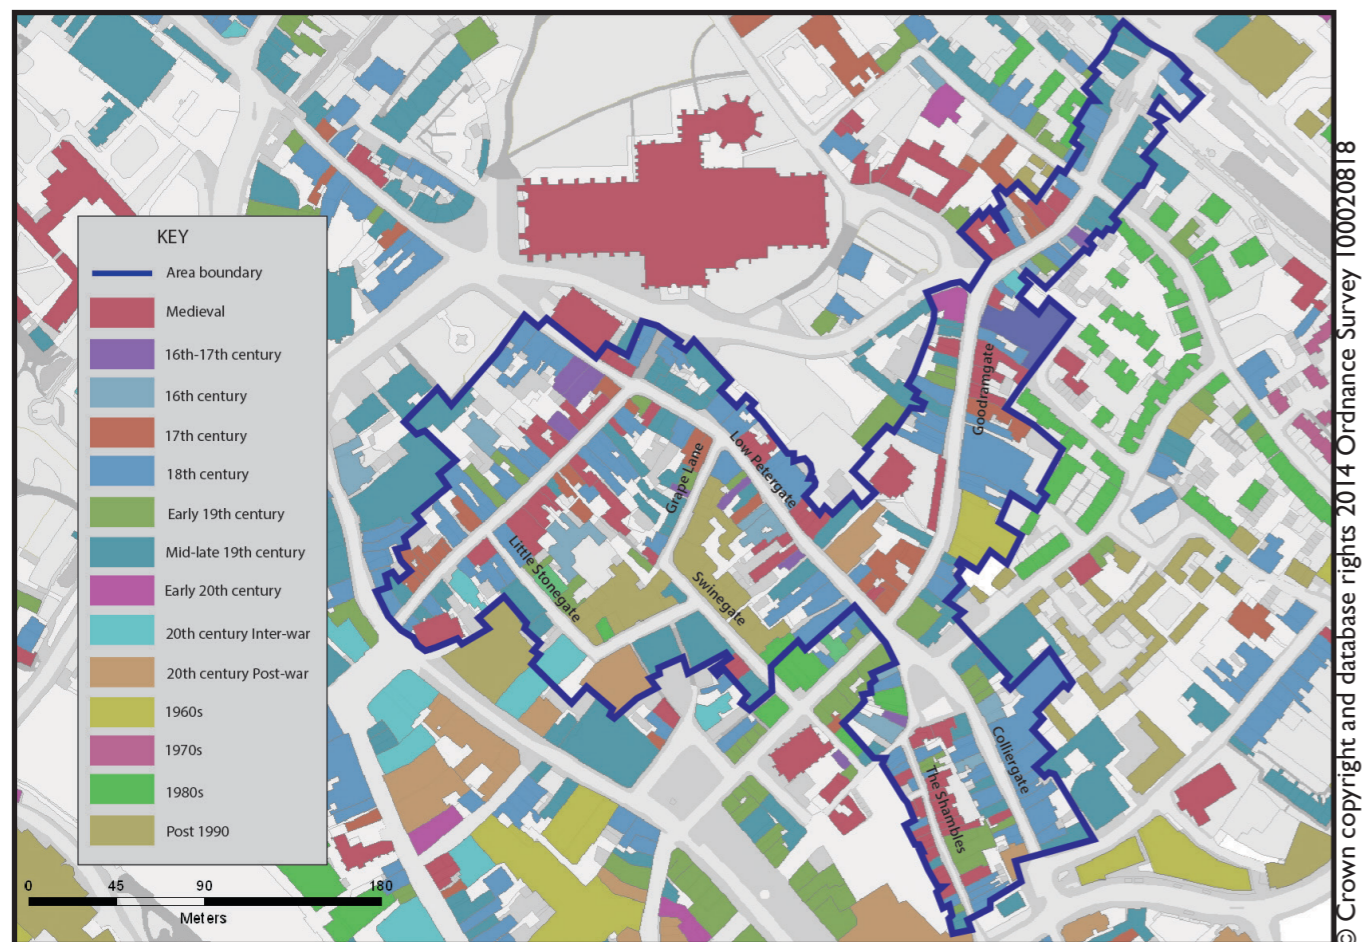 KEY
Area boundary
Medieval
16th-17th century
16th century
17th century
18th century
Early 19th century
Mid-late 19th century
Early 20th century
20th century Inter-war
20th century Post-war
1960s
1970s
1980s
Post 1990
0 45 90 180
Meters
Goodramgate
Low Petergate
Grape Lane
Little Stonegate
Swinegate
Colliergate
The Shambles
© Crown copyright and database rights 2014 Ordnance Survey 100020818